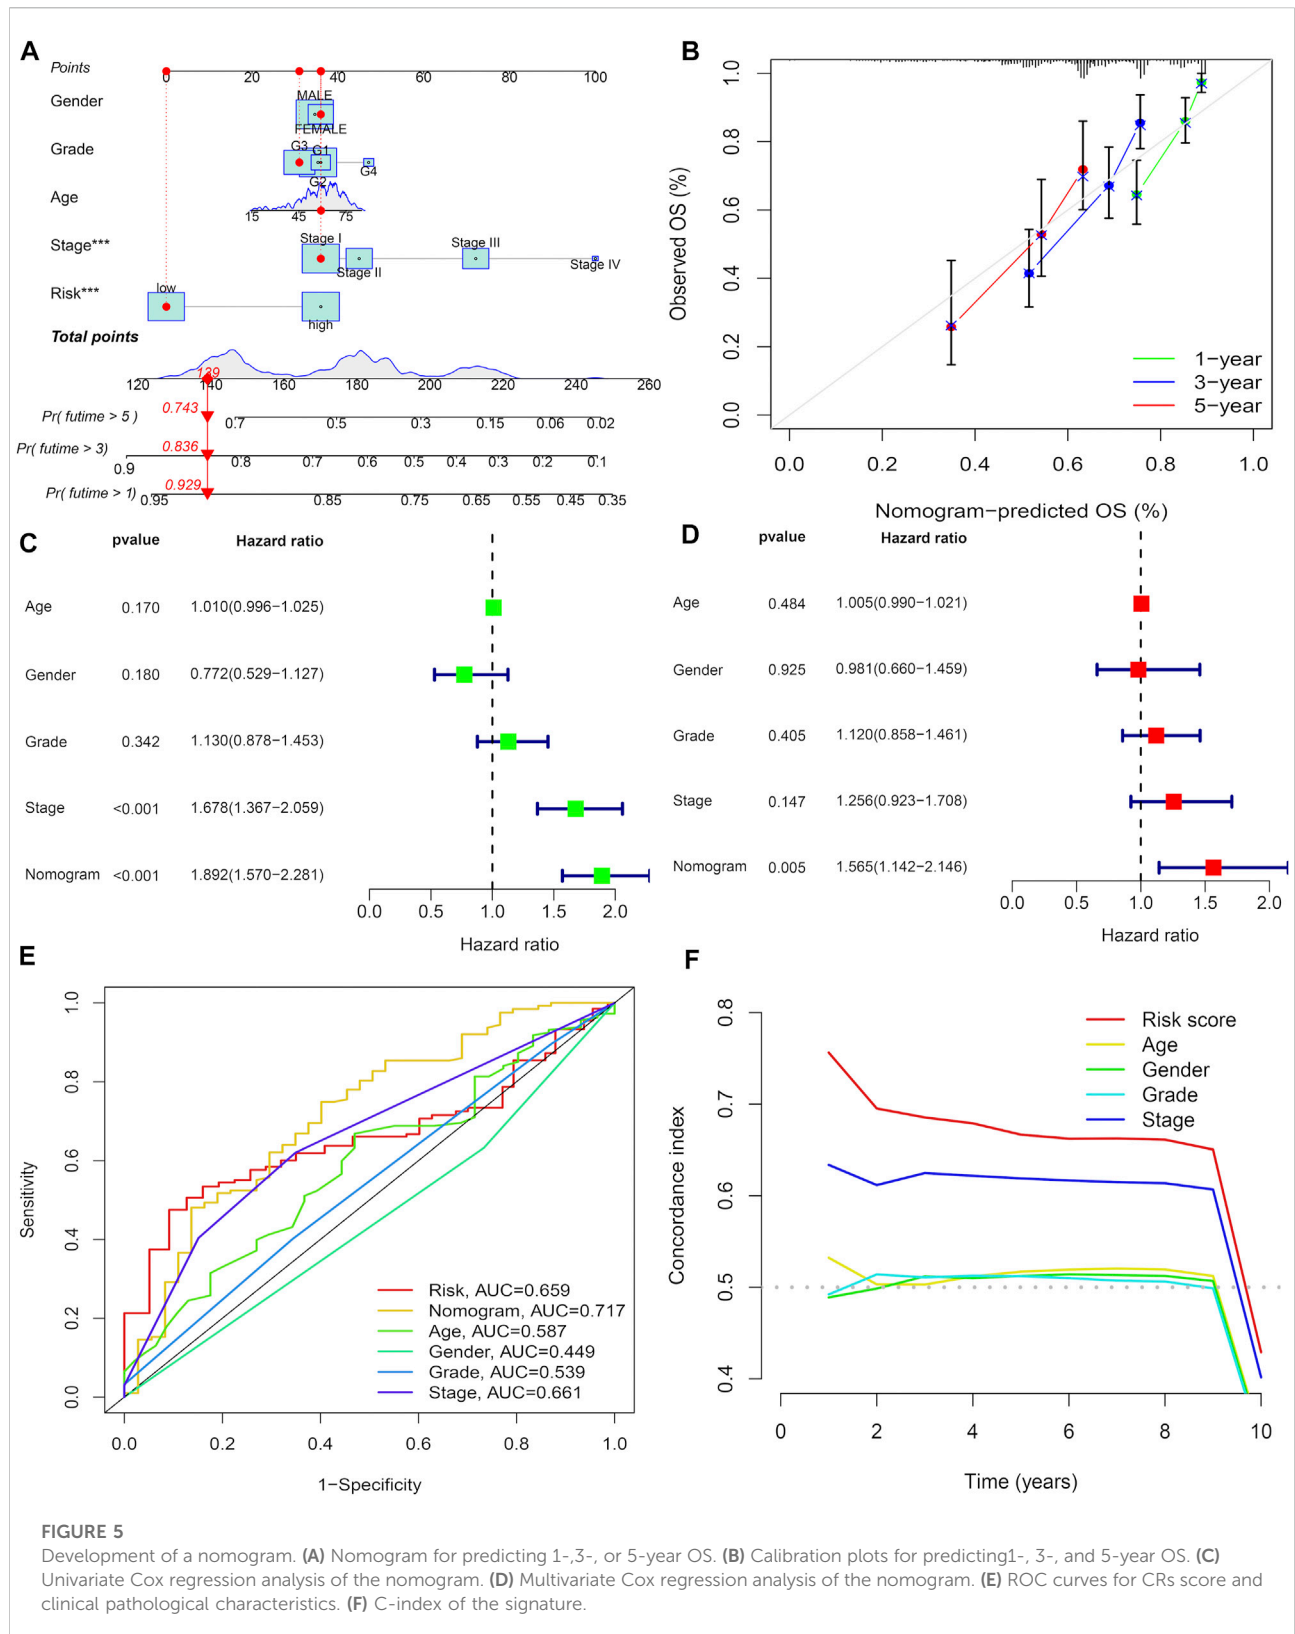 A
Points
0 20 40 60 80 100
Gender
MALE
FEMALE
Grade
G3 G1
G2
G4
Age
15 45 75
Stage***
Stage I
Stage II
Stage III
Stage IV
Risk***
low
high
Total points
139
120 140 160 180 200 220 240 260
0.743
Pr( futime > 5 )
0.7 0.5 0.3 0.15 0.06 0.02
0.836
Pr( futime > 3)
0.9 0.8 0.7 0.6 0.5 0.4 0.3 0.2 0.1
0.929
Pr( futime > 1)
0.95 0.85 0.75 0.65 0.55 0.45 0.35
B
Observed OS (%)
0.0 0.2 0.4 0.6 0.8 1.0
1−year
3−year
5−year
0.0 0.2 0.4 0.6 0.8 1.0
Nomogram−predicted OS (%)
C
pvalue Hazard ratio
Age 0.170 1.010(0.996−1.025)
Gender 0.180 0.772(0.529−1.127)
Grade 0.342 1.130(0.878−1.453)
Stage <0.001 1.678(1.367−2.059)
Nomogram <0.001 1.892(1.570−2.281)
0.0 0.5 1.0 1.5 2.0
Hazard ratio
D
pvalue Hazard ratio
Age 0.484 1.005(0.990−1.021)
Gender 0.925 0.981(0.660−1.459)
Grade 0.405 1.120(0.858−1.461)
Stage 0.147 1.256(0.923−1.708)
Nomogram 0.005 1.565(1.142−2.146)
0.0 0.5 1.0 1.5 2.0
Hazard ratio
E
Sensitivity
0.0 0.2 0.4 0.6 0.8 1.0
Risk, AUC=0.659
Nomogram, AUC=0.717
Age, AUC=0.587
Gender, AUC=0.449
Grade, AUC=0.539
Stage, AUC=0.661
0.0 0.2 0.4 0.6 0.8 1.0
1−Specificity
F
Concordance index
0.4 0.5 0.6 0.7 0.8
Risk score
Age
Gender
Grade
Stage
0 2 4 6 8 10
Time (years)
FIGURE 5
Development of a nomogram. (A) Nomogram for predicting 1-,3-, or 5-year OS. (B) Calibration plots for predicting1-, 3-, and 5-year OS. (C)
Univariate Cox regression analysis of the nomogram. (D) Multivariate Cox regression analysis of the nomogram. (E) ROC curves for CRs score and
clinical pathological characteristics. (F) C-index of the signature.